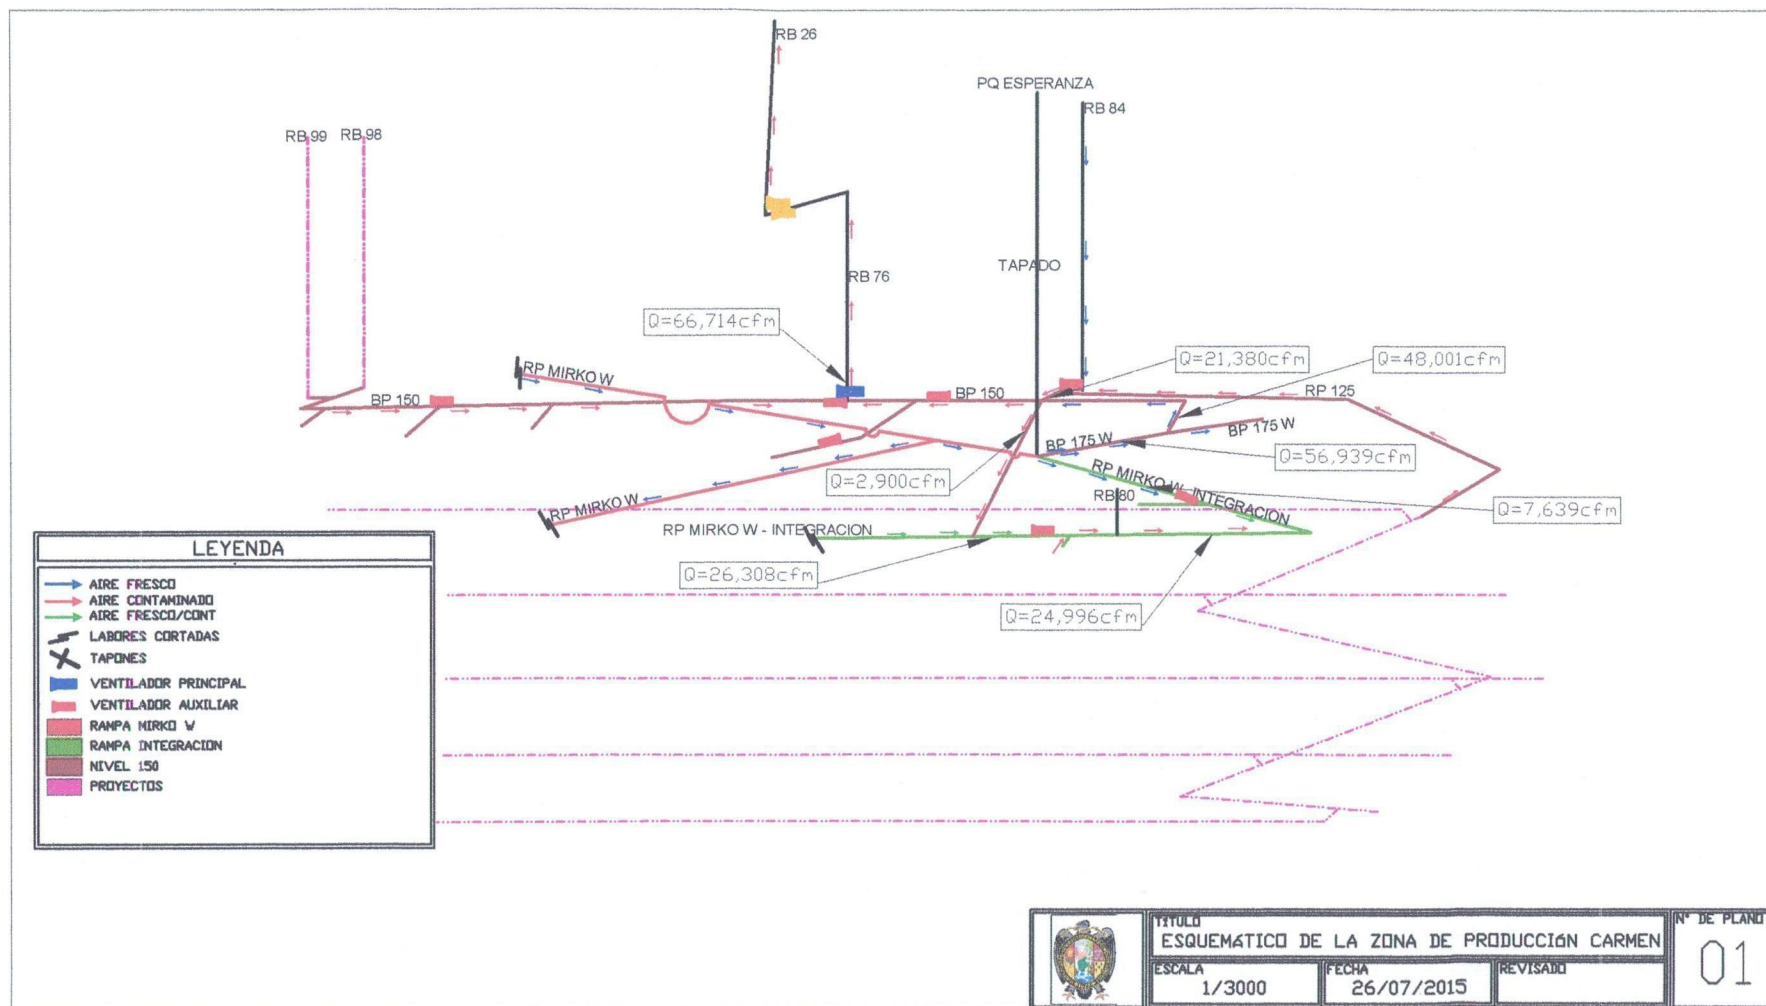 RB 26
PQ ESPERANZA
RB 84
RB 99
RB 98
TAPADO
RB 76
Q=66,714cfm
Q=21,380cfm
Q=48,001cfm
RP MIRKO W
BP 150
BP 150
RP 125
BP 175 W
BP 175 W
Q=56,939cfm
Q=2,900cfm
RP MIRKO W - INTEGRACION
RB 80
Q=7,639cfm
RP MIRKO W
RP MIRKO W - INTEGRACION
Q=26,308cfm
Q=24,996cfm
LEYENDA
AIRE FRESCO
AIRE CONTAMINADO
AIRE FRESCO/CONT
LABORES CORTADAS
TAPONES
VENTILADOR PRINCIPAL
VENTILADOR AUXILIAR
RAMPA MIRKO W
RAMPA INTEGRACION
NIVEL 150
PROYECTOS
TÍTULO
ESQUEMÁTICO DE LA ZONA DE PRODUCCIÓN CARMEN
ESCALA
1/3000
FECHA
26/07/2015
REVISADO
N° DE PLANO
01